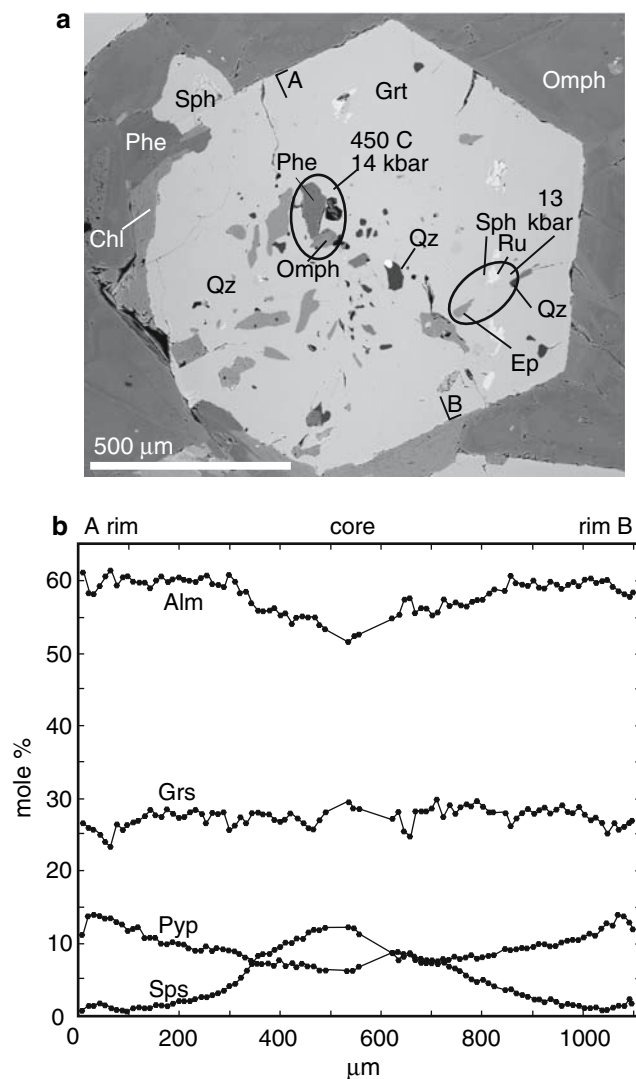 a
A
Omph
Sph
Grt
450 C
14 kbar
Phe
Phe
13
kbar
Sph
Ru
Chl
Qz
Omph
Qz
Qz
Ep
B
500 μm
b
A rim
core
rim B
60
Alm
50
40
mole %
30
Grs
20
Pyp
10
Sps
0
0
200
400
600
800
1000
μm